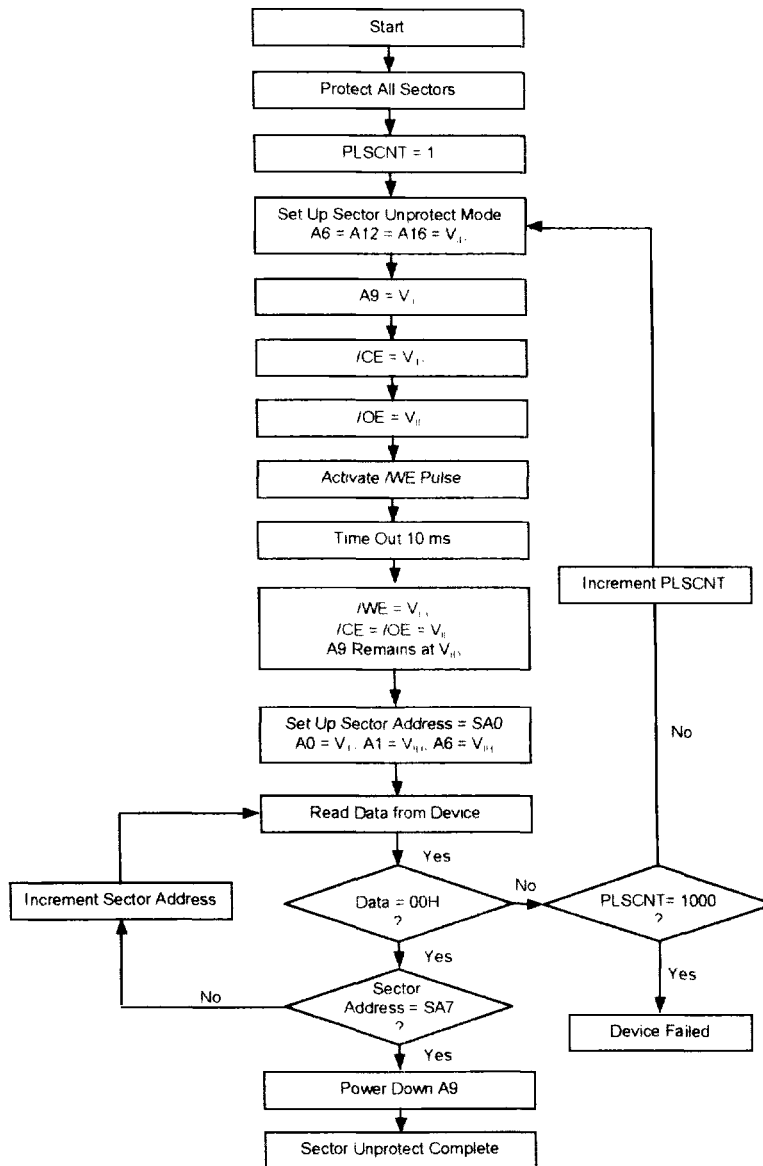 Start
Protect All Sectors
PLSCNT = 1
Set Up Sector Unprotect Mode
A6 = A12 = A16 = V
A9 = V
/CE = V
/OE = V
Activate /WE Pulse
Time Out 10 ms
Increment PLSCNT
/WE = V
/CE = /OE = V
A9 Remains at V
Set Up Sector Address = SA0
A0 = V , A1 = V , A6 = V
No
Read Data from Device
Yes
Increment Sector Address
Data = 00H
?
No
PLSCNT= 1000
?
Yes
No
Sector
Address = SA7
?
Yes
Device Failed
Yes
Power Down A9
Sector Unprotect Complete